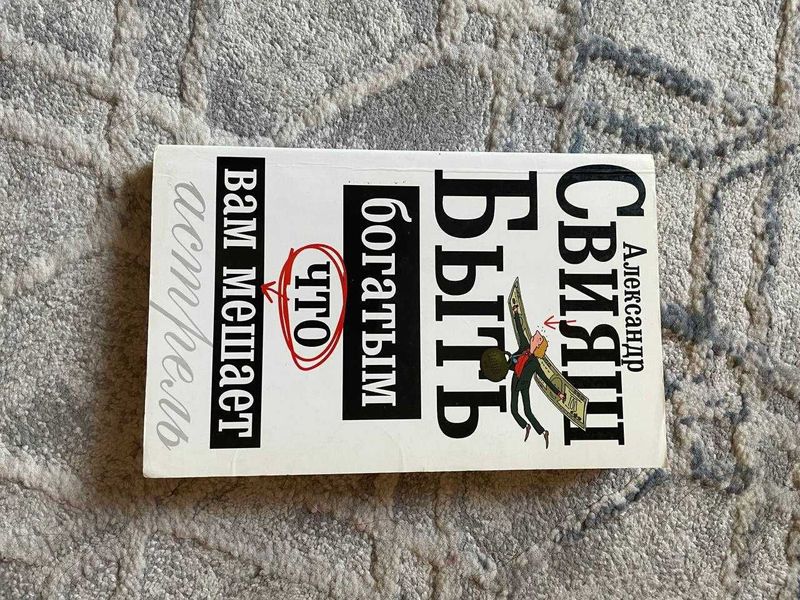 Александр
Свияш
Быть
богатым
что
вам мешает
астрель